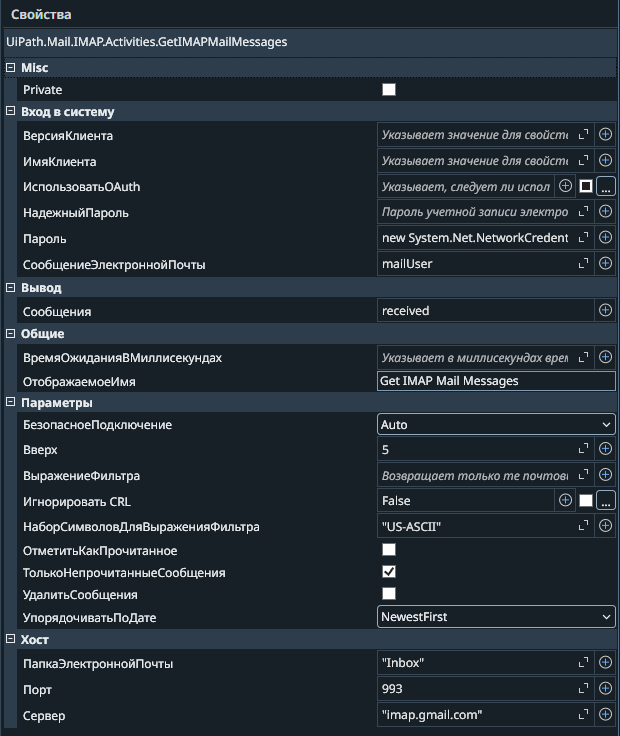 Свойства
UiPath.Mail.IMAP.Activities.GetIMAPMailMessages
Misc
Private
Вход в систему
ВерсияКлиента Указывает значение для свойств
ИмяКлиента Указывает значение для свойств
ИспользоватьOAuth Указывает, следует ли испол ...
НадежныйПароль Пароль учетной записи электро
Пароль new System.Net.NetworkCredent
СообщениеЭлектроннойПочты mailUser
Вывод
Сообщения received
Общие
ВремяОжиданияВМиллисекундах Указывает в миллисекундах врем
ОтображаемоеИмя Get IMAP Mail Messages
Параметры
БезопасноеПодключение Auto
Вверх 5
ВыражениеФильтра Возвращает только те почтовы
Игнорировать CRL False ...
НаборСимволовДляВыраженияФильтра "US-ASCII"
ОтметитьКакПрочитанное
ТолькоНепрочитанныеСообщения
УдалитьСообщения
УпорядочиватьПоДате NewestFirst
Хост
ПапкаЭлектроннойПочты "Inbox"
Порт 993
Сервер "imap.gmail.com"